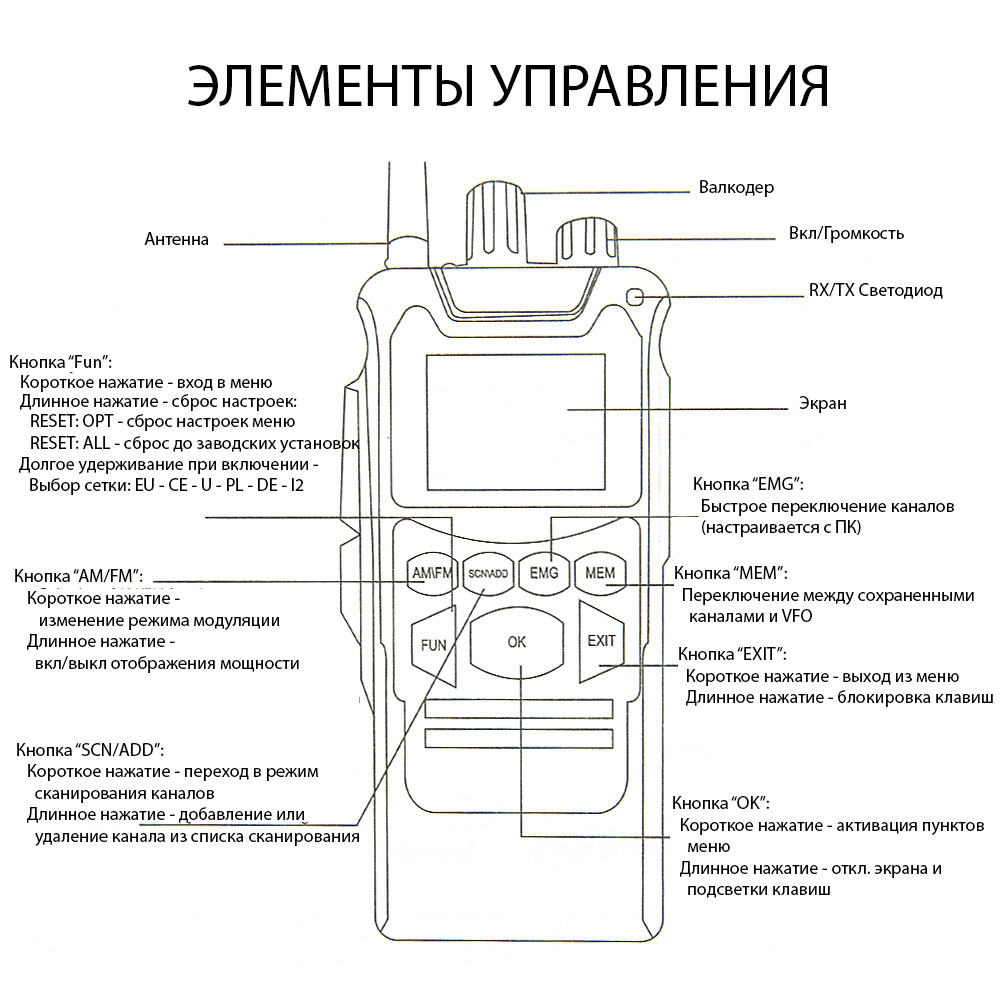 ЭЛЕМЕНТЫ УПРАВЛЕНИЯ
Валкодер
Антенна
Вкл/Громкость
RX/TX Светодиод
Экран
Кнопка “Fun”:
Короткое нажатие - вход в меню
Длинное нажатие - сброс настроек:
RESET: OPT - сброс настроек меню
RESET: ALL - сброс до заводских установок
Долгое удерживание при включении -
Выбор сетки: EU - CE - U - PL - DE - I2
Кнопка “EMG”:
Быстрое переключение каналов
(настраивается с ПК)
Кнопка “AM/FM”:
Короткое нажатие -
изменение режима модуляции
Длинное нажатие -
вкл/выкл отображения мощности
AM\FM
SCN\ADD
EMG
MEM
FUN
OK
EXIT
Кнопка “MEM”:
Переключение между сохраненными
каналами и VFO
Кнопка “EXIT”:
Короткое нажатие - выход из меню
Длинное нажатие - блокировка клавиш
Кнопка “SCN/ADD”:
Короткое нажатие - переход в режим
сканирования каналов
Длинное нажатие - добавление или
удаление канала из списка сканирования
Кнопка “OK”:
Короткое нажатие - активация пунктов
меню
Длинное нажатие - откл. экрана и
подсветки клавиш